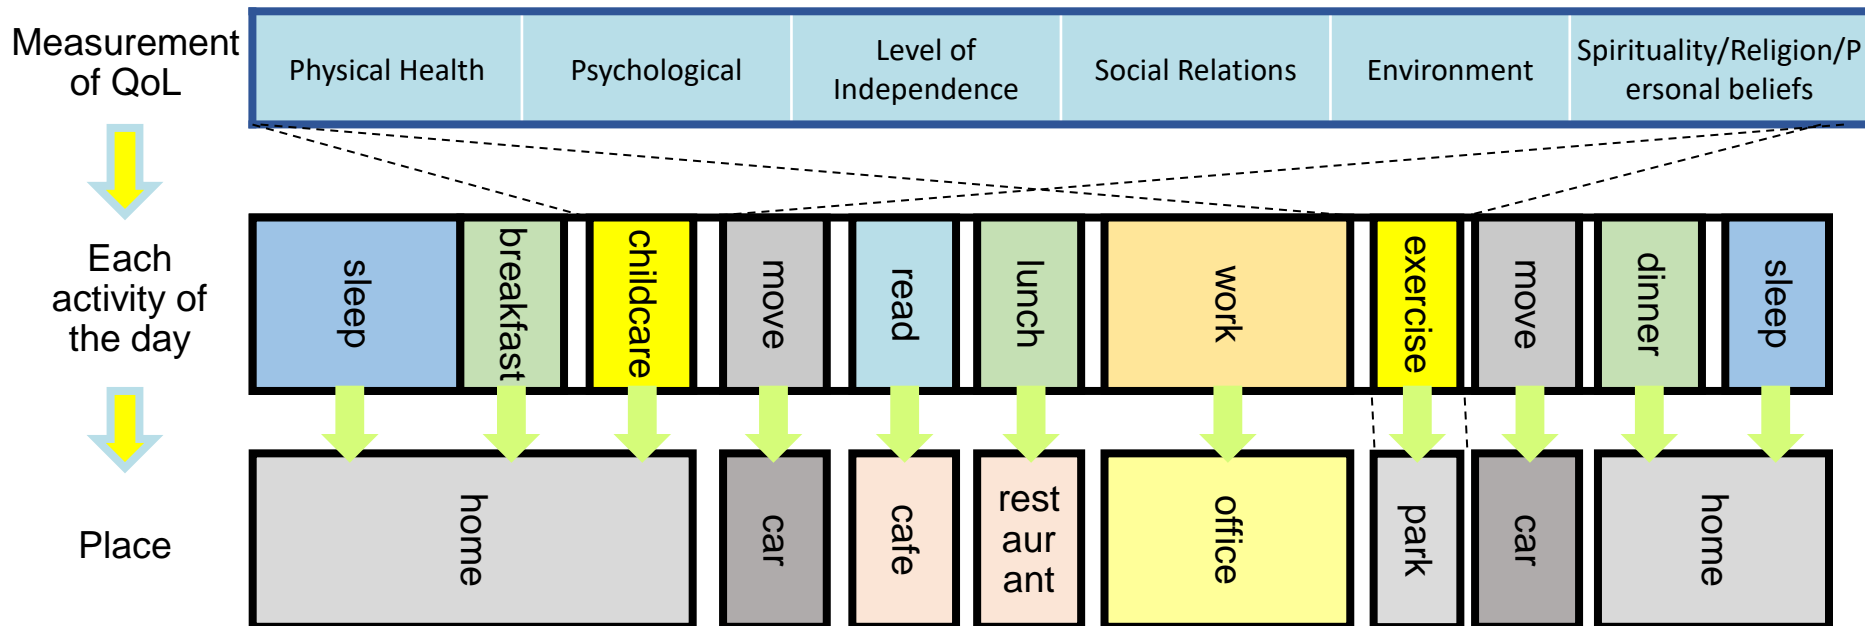 Measurement
of QoL
Physical Health
Psychological
Level of
Independence
Social Relations
Environment
Spirituality/Religion/P
ersonal beliefs
Each
activity of
the day
sleep
breakfast
childcare
move
read
lunch
work
exercise
move
dinner
sleep
Place
home
car
cafe
rest
aur
ant
office
park
car
home